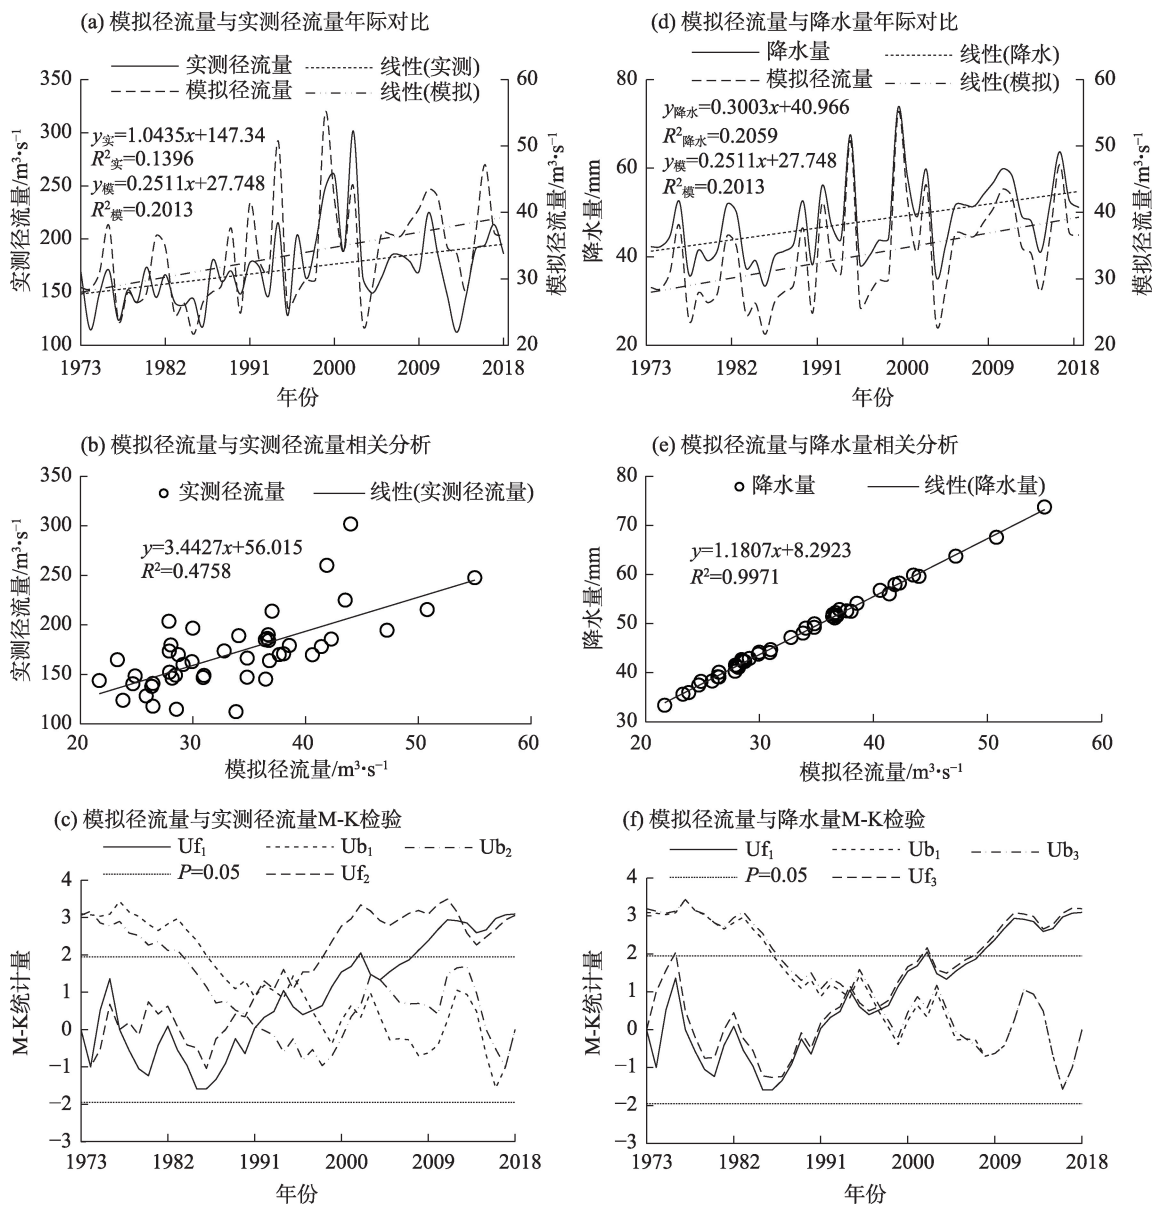 (a) 模拟径流量与实测径流量年际对比
实测径流量
线性(实测)
模拟径流量
线性(模拟)
y实=1.0435x+147.34
R²实=0.1396
y模=0.2511x+27.748
R²模=0.2013
实测径流量/m³•s⁻¹
350
300
250
200
150
100
模拟径流量/m³•s⁻¹
60
50
40
30
20
1973 1982 1991 2000 2009 2018
年份
(d) 模拟径流量与降水量年际对比
降水量
线性(降水)
模拟径流量
线性(模拟)
y降水=0.3003x+40.966
R²降水=0.2059
y模=0.2511x+27.748
R²模=0.2013
降水量/mm
80
60
40
20
模拟径流量/m³•s⁻¹
60
50
40
30
20
1973 1982 1991 2000 2009 2018
年份
(b) 模拟径流量与实测径流量相关分析
实测径流量
线性(实测径流量)
y=3.4427x+56.015
R²=0.4758
实测径流量/m³•s⁻¹
350
300
250
200
150
100
20 30 40 50 60
模拟径流量/m³•s⁻¹
(e) 模拟径流量与降水量相关分析
降水量
线性(降水量)
y=1.1807x+8.2923
R²=0.9971
降水量/mm
80
70
60
50
40
30
20 30 40 50 60
模拟径流量/m³•s⁻¹
(c) 模拟径流量与实测径流量M-K检验
Uf₁ Ub₁ Ub₂
P=0.05 Uf₂
M-K统计量
4
3
2
1
0
−1
−2
−3
1973 1982 1991 2000 2009 2018
年份
(f) 模拟径流量与降水量M-K检验
Uf₁ Ub₁ Ub₃
P=0.05 Uf₃
M-K统计量
4
3
2
1
0
−1
−2
−3
1973 1982 1991 2000 2009 2018
年份